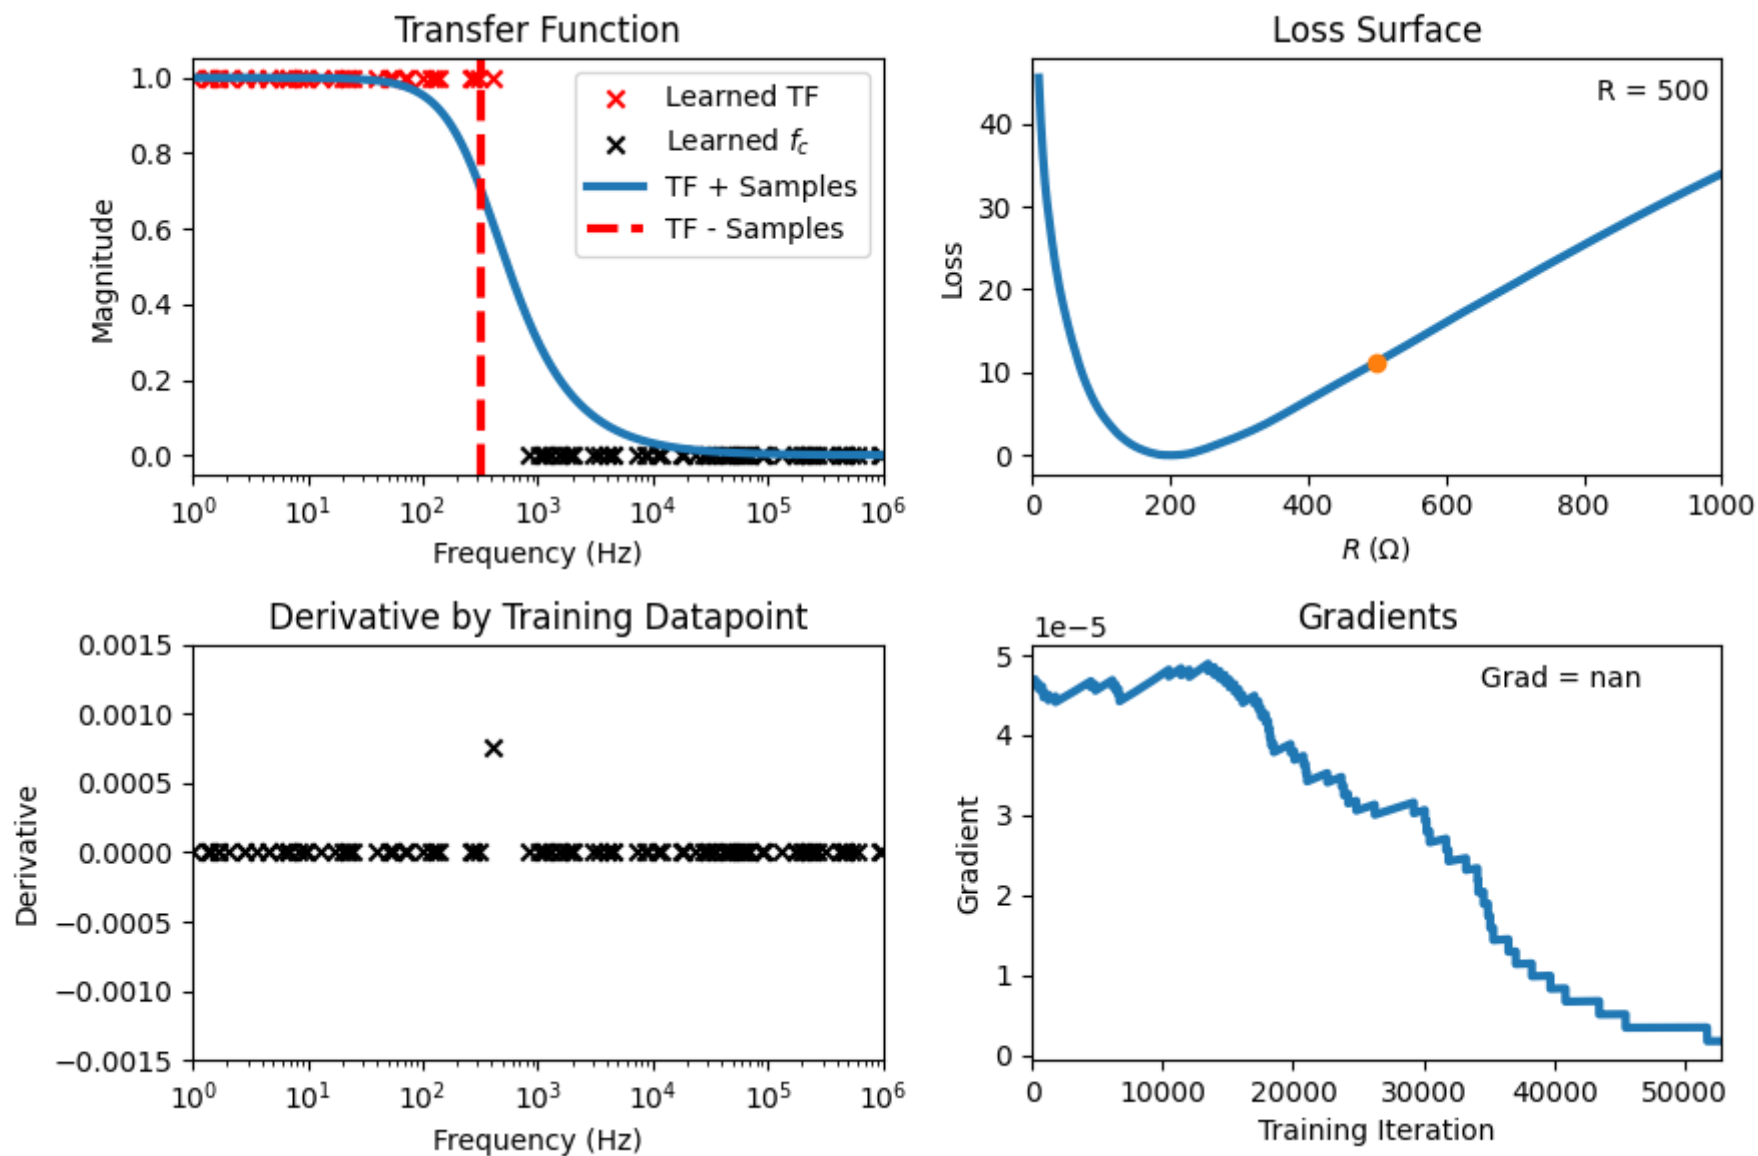 Transfer Function
Magnitude
1.0
0.8
0.6
0.4
0.2
0.0
Learned TF
Learned f_c
TF + Samples
TF - Samples
10^0 10^1 10^2 10^3 10^4 10^5 10^6
Frequency (Hz)
Loss Surface
R = 500
Loss
40
30
20
10
0
0 200 400 600 800 1000
R (Ω)
Derivative by Training Datapoint
Derivative
0.0015
0.0010
0.0005
0.0000
−0.0005
−0.0010
−0.0015
10^0 10^1 10^2 10^3 10^4 10^5 10^6
Frequency (Hz)
Gradients
1e−5
Grad = nan
Gradient
5
4
3
2
1
0
0 10000 20000 30000 40000 50000
Training Iteration